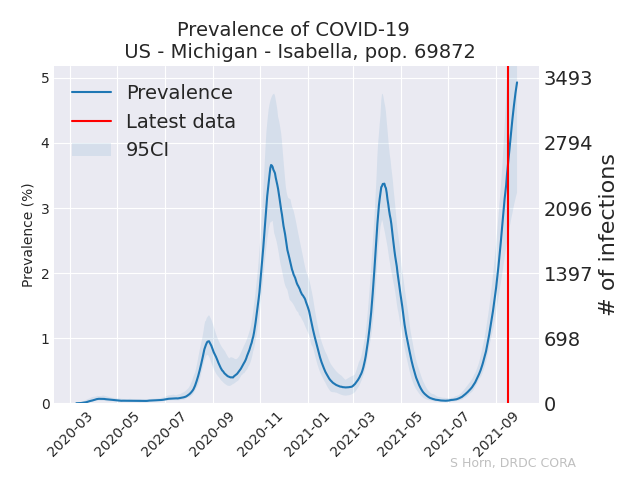 Prevalence of COVID-19
US - Michigan - Isabella, pop. 69872
Prevalence
Latest data
95CI
Prevalence (%)
5
4
3
2
1
0
3493
2794
2096
1397
698
0
# of infections
2020-03
2020-05
2020-07
2020-09
2020-11
2021-01
2021-03
2021-05
2021-07
2021-09
S Horn, DRDC CORA